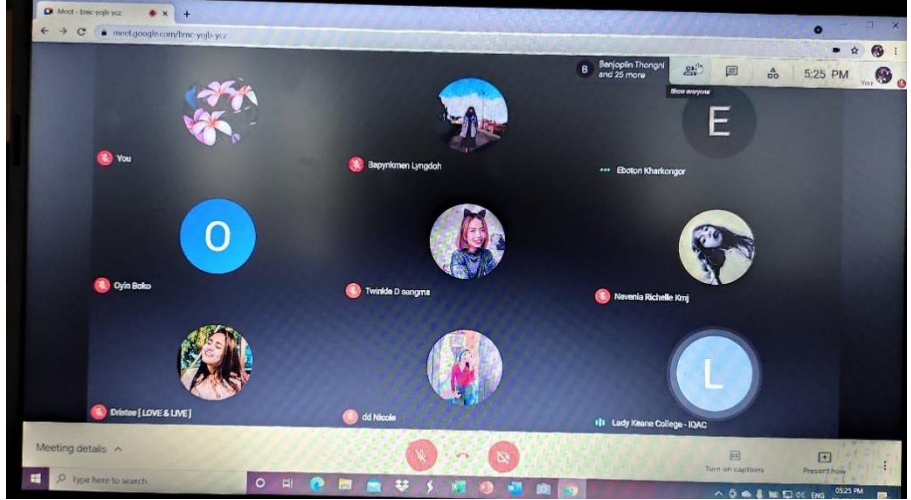 Meet - bmc-yojb-ycz
meet.google.com/bmc-yojb-ycz
B Banjoplin Thongni
and 25 more
5:25 PM
You
Show everyone
E
You
Bapynkmen Lyngdoh
Eboton Kharkongor
O
Oyin Boko
Twinkle D sangma
Nevenia Richelle Kmj
L
Dristee [ LOVE & LIVE ]
dd Nicole
Lady Keane College - IQAC
Meeting details
Turn on captions
Present now
Type here to search
ENG
05:25 PM